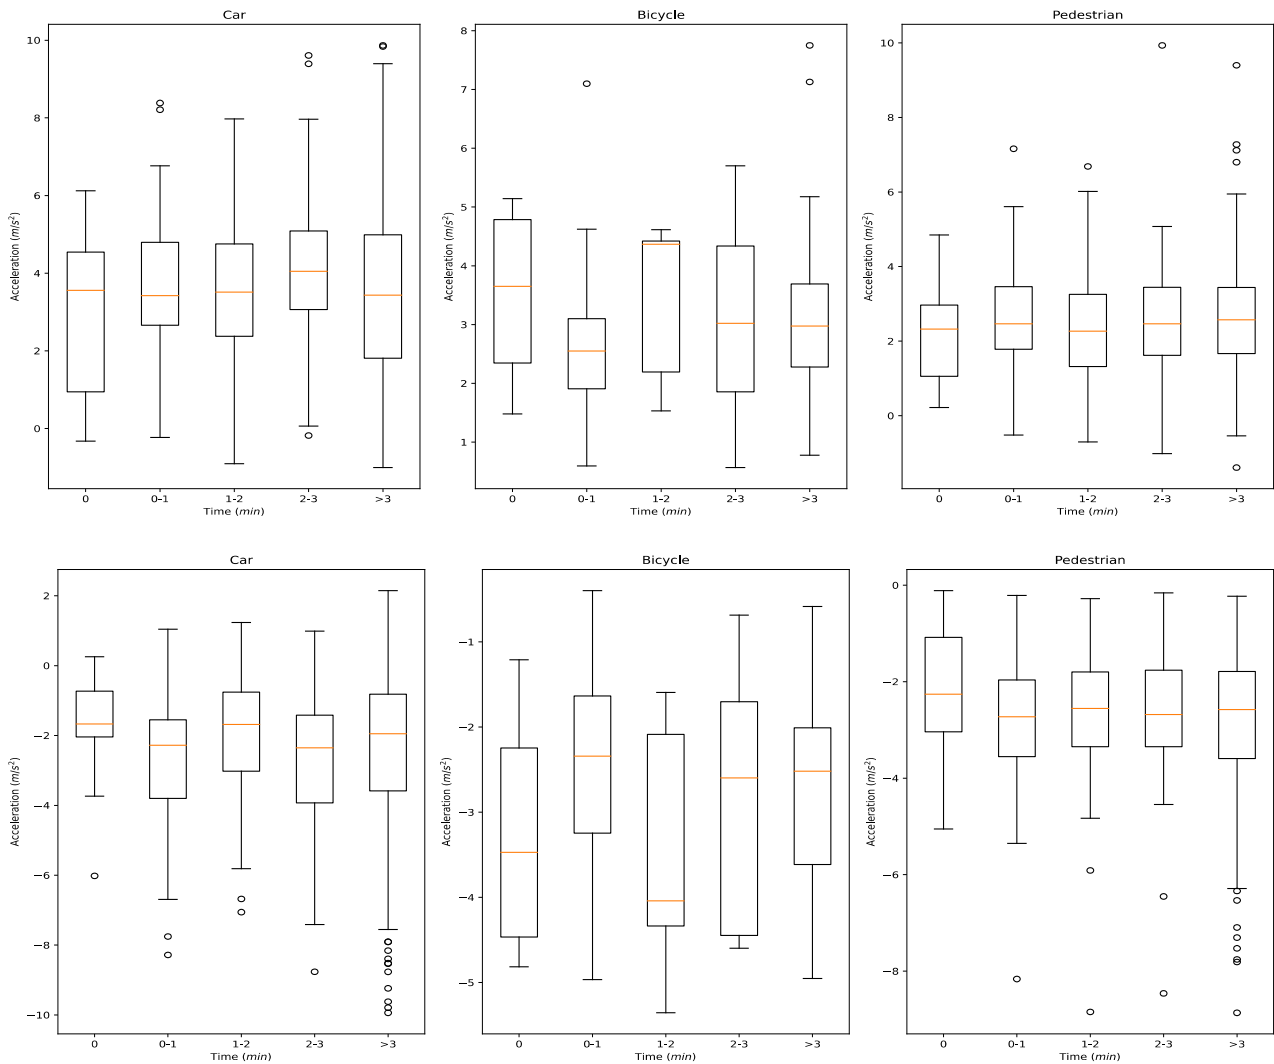 Car
Bicycle
Pedestrian
Acceleration (m/s²)
10
8
6
4
2
0
0 0-1 1-2 2-3 >3
Time (min)
Acceleration (m/s²)
8
7
6
5
4
3
2
1
0 0-1 1-2 2-3 >3
Time (min)
Acceleration (m/s²)
10
8
6
4
2
0
0 0-1 1-2 2-3 >3
Time (min)
Car
Bicycle
Pedestrian
Acceleration (m/s²)
2
0
−2
−4
−6
−8
−10
0 0-1 1-2 2-3 >3
Time (min)
Acceleration (m/s²)
−1
−2
−3
−4
−5
0 0-1 1-2 2-3 >3
Time (min)
Acceleration (m/s²)
0
−2
−4
−6
−8
0 0-1 1-2 2-3 >3
Time (min)